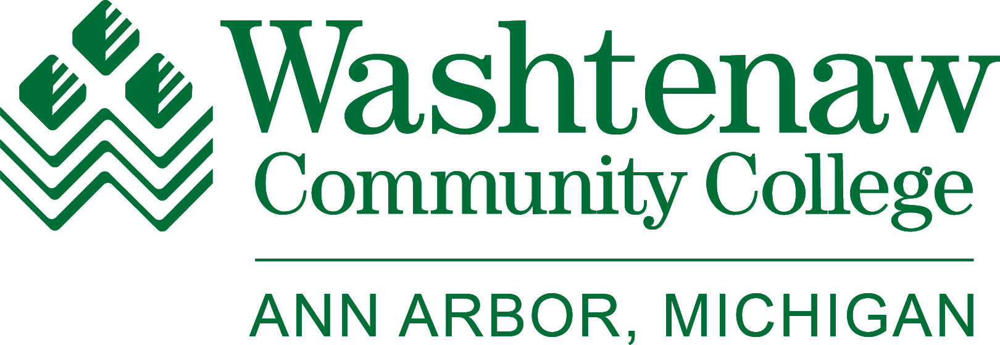 Washtenaw
Community College
ANN ARBOR, MICHIGAN